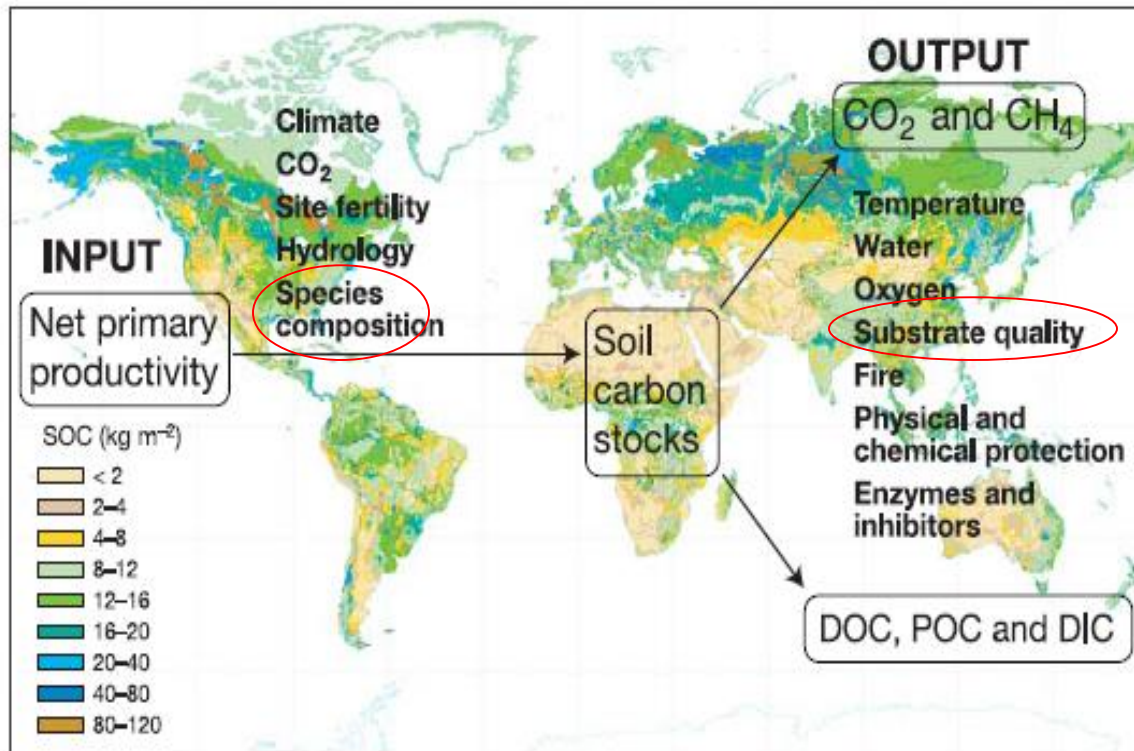 INPUT
Net primary
productivity
Climate
CO₂
Site fertility
Hydrology
Species
composition
Soil
carbon
stocks
OUTPUT
CO₂ and CH₄
Temperature
Water
Oxygen
Substrate quality
Fire
Physical and
chemical protection
Enzymes and
inhibitors
DOC, POC and DIC
SOC (kg m⁻²)
< 2
2–4
4–8
8–12
12–16
16–20
20–40
40–80
80–120